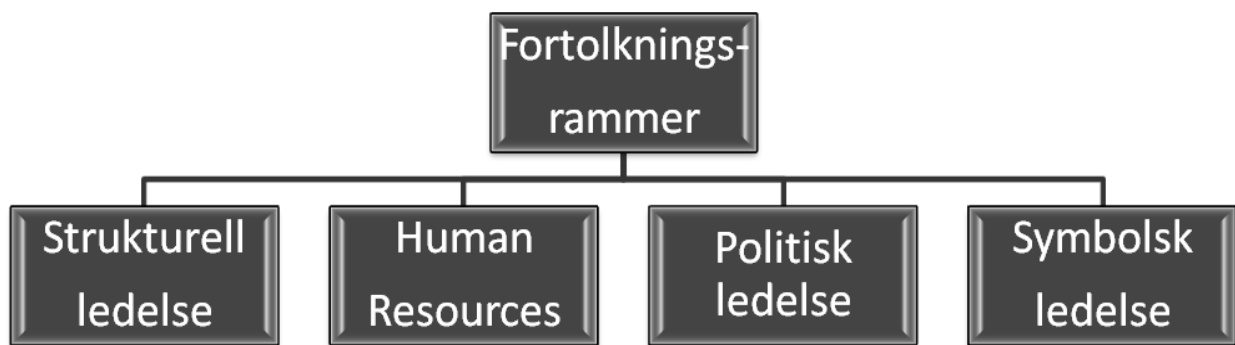 Fortolknings-
rammer
Strukturell
ledelse
Human
Resources
Politisk
ledelse
Symbolsk
ledelse